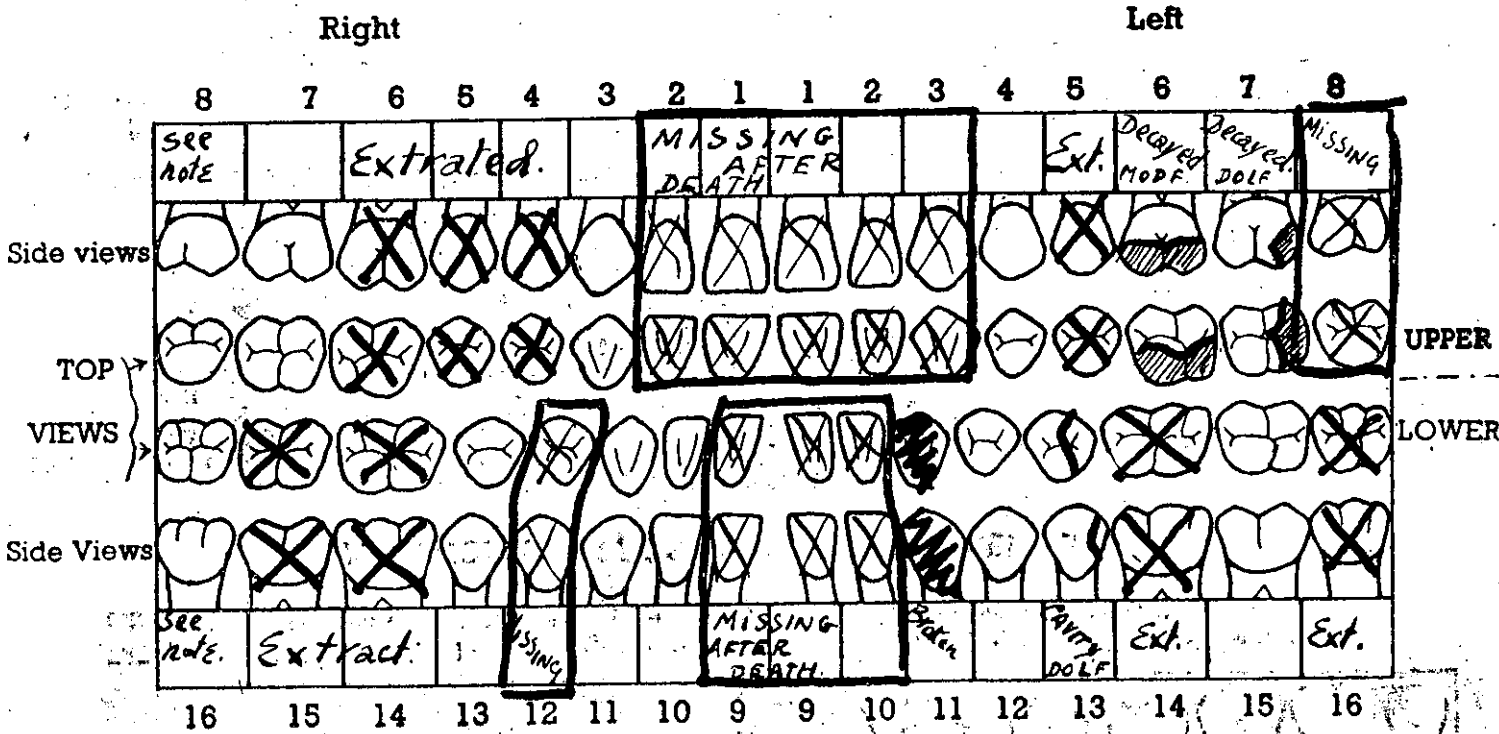 Right Left
8 7 6 5 4 3 2 1 1 2 3 4 5 6 7 8
see note Extrated. MISSING AFTER DEATH Ext. Decayed MODF. Decayed. DOLF MISSING
Side views
TOP
UPPER
VIEWS
LOWER
Side Views
see note. Extract. MISSING MISSING AFTER DEATH. Broken CAVITY DOLF Ext. Ext.
16 15 14 13 12 11 10 9 9 10 11 12 13 14 15 16